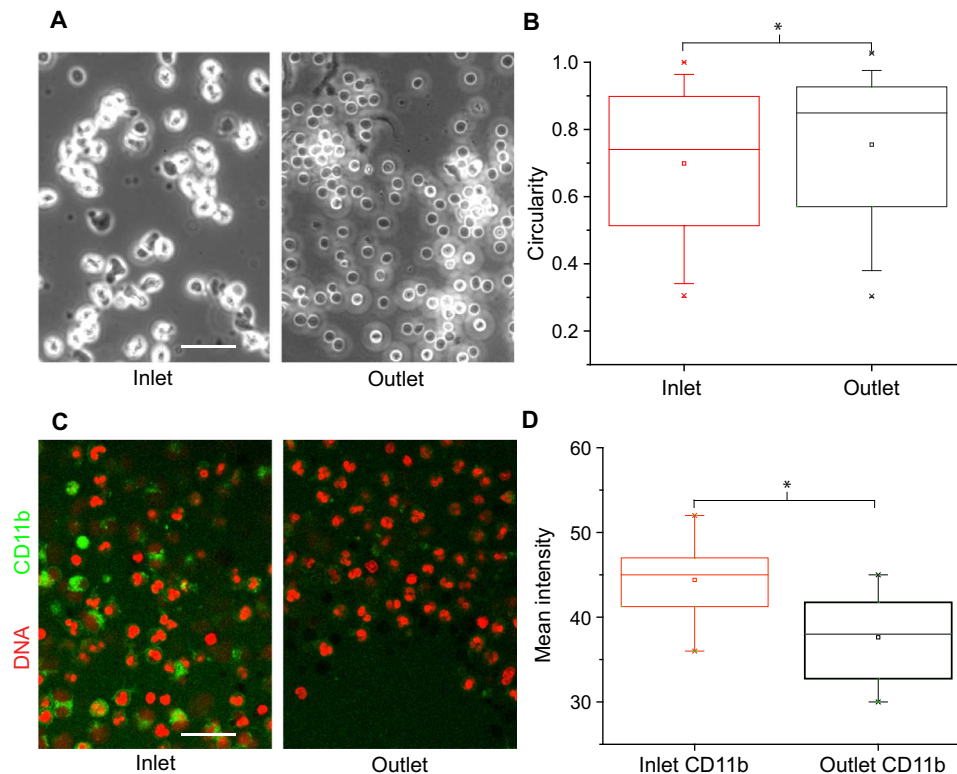 A
Inlet
Outlet
B
*
1.0
0.8
0.6
0.4
0.2
Circularity
Inlet
Outlet
C
DNA CD11b
Inlet
Outlet
D
*
60
50
40
30
Mean intensity
Inlet CD11b
Outlet CD11b